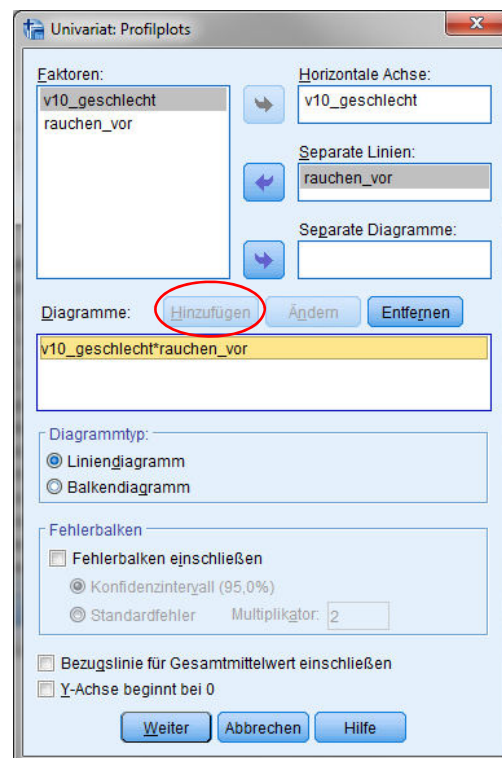 Univariat: Profilplots
Faktoren:
v10_geschlecht
rauchen_vor
Horizontale Achse:
v10_geschlecht
Separate Linien:
rauchen_vor
Separate Diagramme:
Diagramme: Hinzufügen Ändern Entfernen
v10_geschlecht*rauchen_vor
Diagrammtyp:
Liniendiagramm
Balkendiagramm
Fehlerbalken
Fehlerbalken einschließen
Konfidenzintervall (95,0%)
Standardfehler Multiplikator: 2
Bezugslinie für Gesamtmittelwert einschließen
Y-Achse beginnt bei 0
Weiter Abbrechen Hilfe